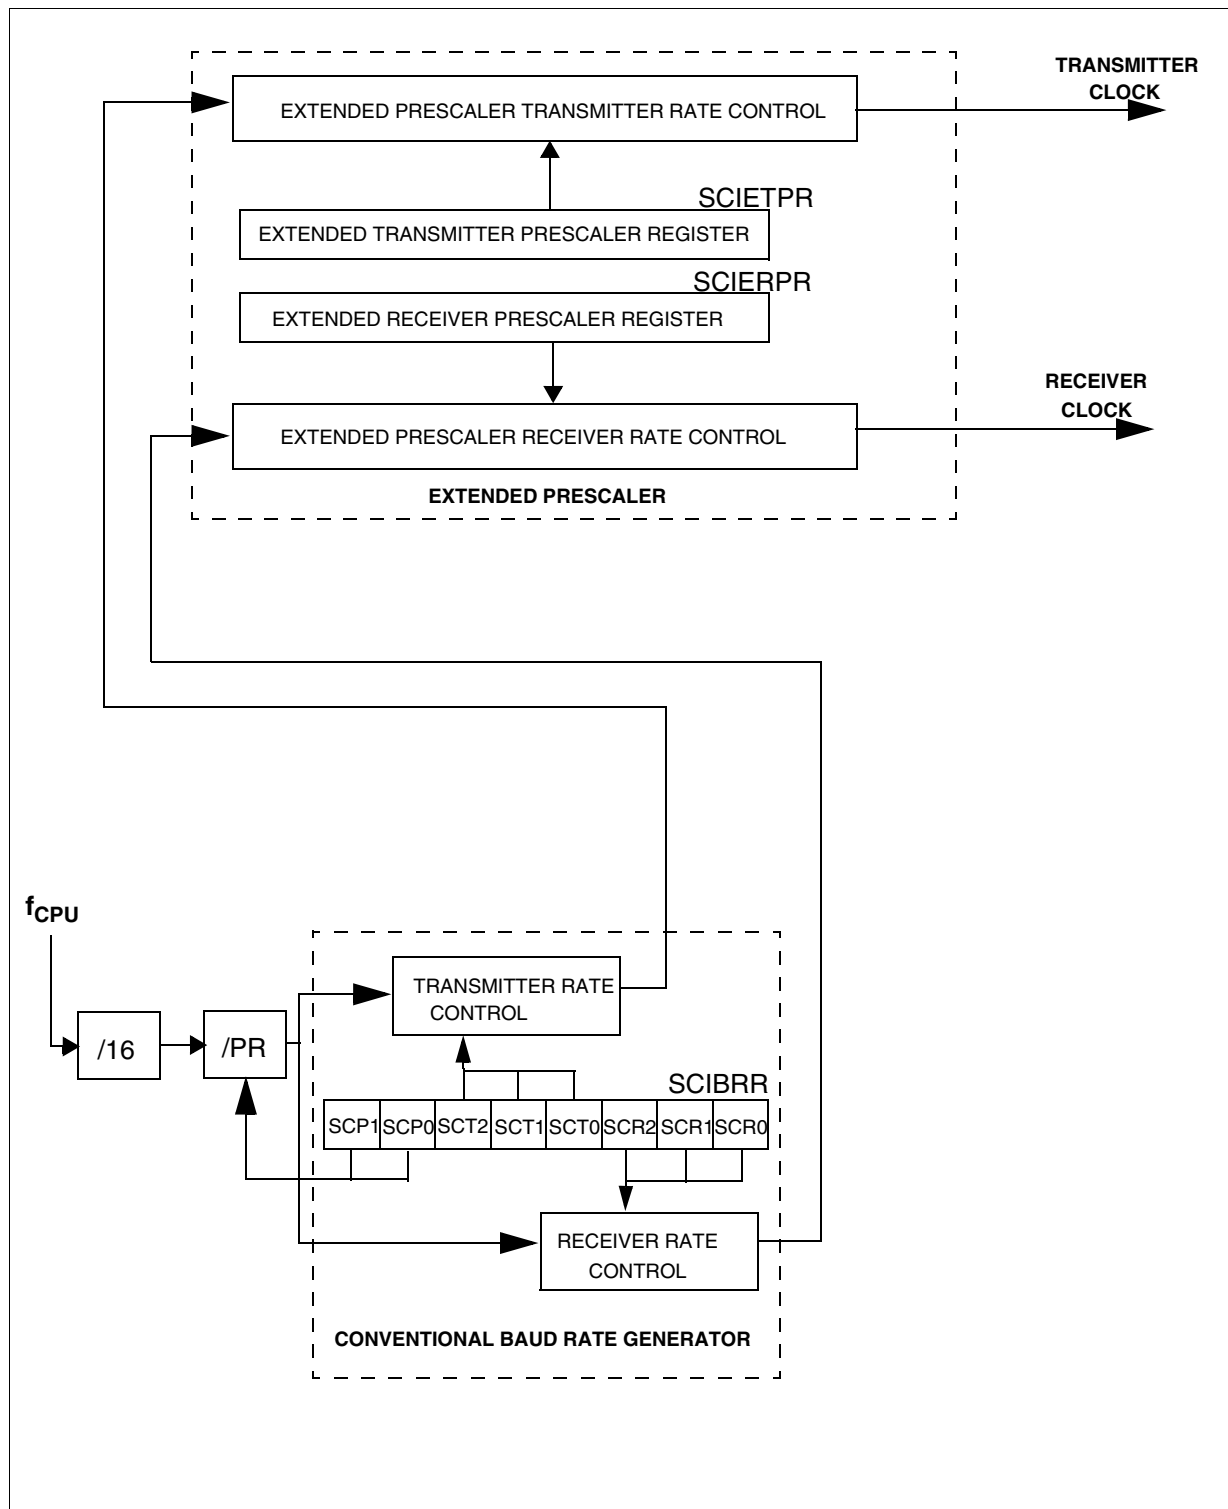 TRANSMITTER
CLOCK
EXTENDED PRESCALER TRANSMITTER RATE CONTROL
SCIETPR
EXTENDED TRANSMITTER PRESCALER REGISTER
SCIERPR
EXTENDED RECEIVER PRESCALER REGISTER
RECEIVER
CLOCK
EXTENDED PRESCALER RECEIVER RATE CONTROL
EXTENDED PRESCALER
fCPU
TRANSMITTER RATE
CONTROL
/16
/PR
SCIBRR
SCP1 SCP0 SCT2 SCT1 SCT0 SCR2 SCR1 SCR0
RECEIVER RATE
CONTROL
CONVENTIONAL BAUD RATE GENERATOR